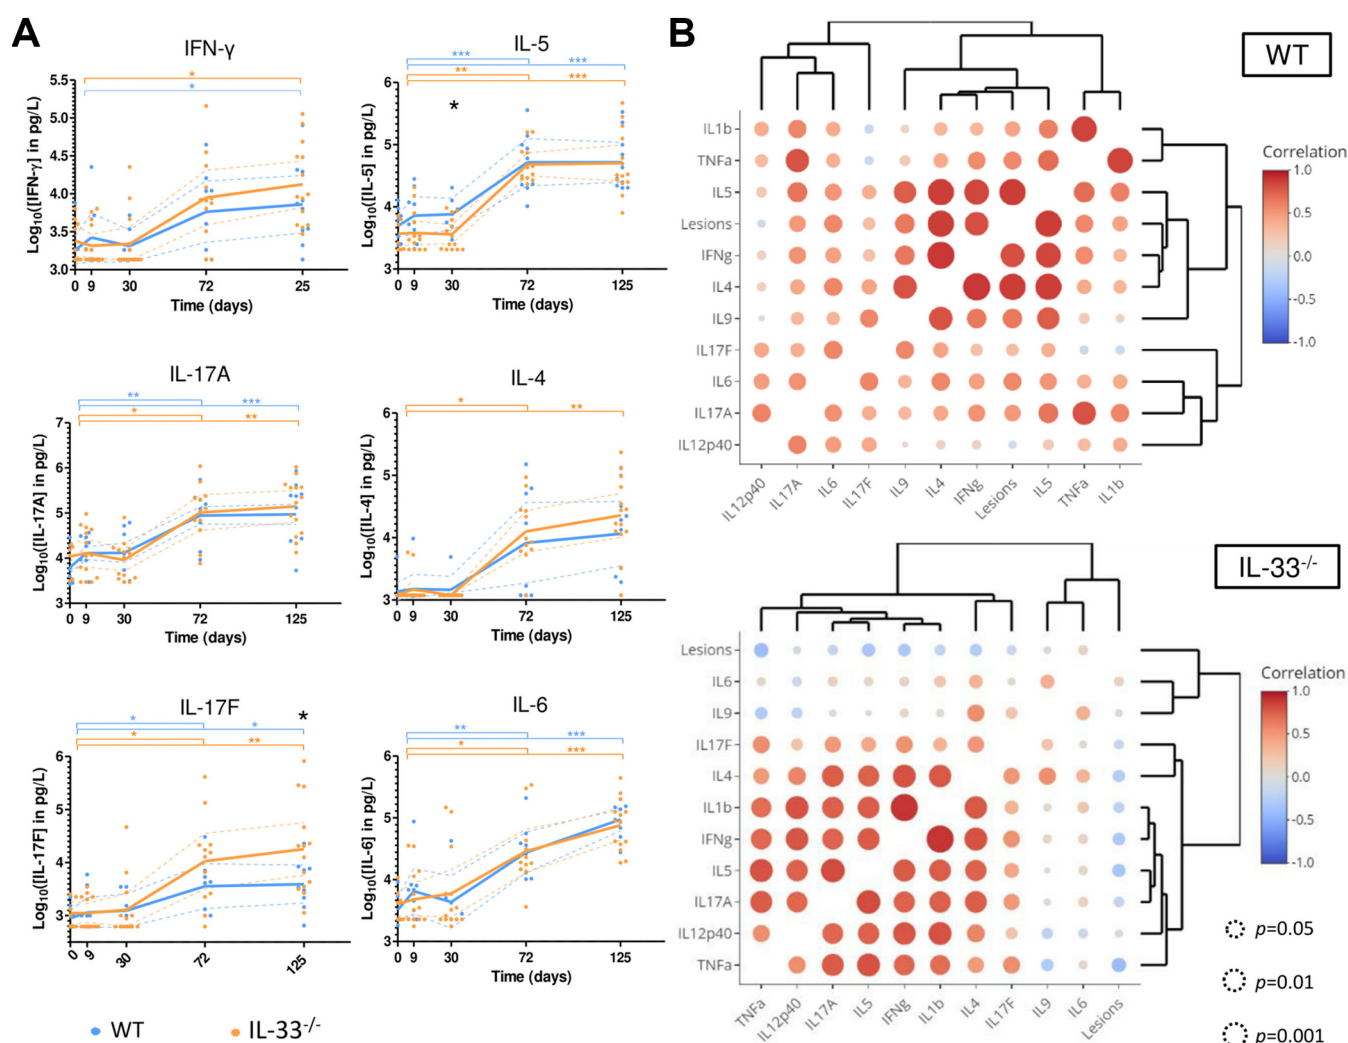 A
IFN-γ
Log10([IFN-γ] in pg/L)
5.5
5.0
4.5
4.0
3.5
3.0
*
*
0 9 30 72 25
Time (days)
IL-5
Log10([IL-5] in pg/L)
6
5
4
3
***
***
**
***
*
0 9 30 72 125
Time (days)
IL-17A
Log10([IL-17A] in pg/L)
7
6
5
4
3
**
***
*
**
0 9 30 72 125
Time (days)
IL-4
Log10([IL-4] in pg/L)
6
5
4
3
*
**
0 9 30 72 125
Time (days)
IL-17F
Log10([IL-17F] in pg/L)
6
5
4
3
*
*
*
**
*
0 9 30 72 125
Time (days)
IL-6
Log10([IL-6] in pg/L)
6
5
4
3
**
***
*
***
0 9 30 72 125
Time (days)
WT
IL-33-/-
B
WT
IL1b
TNFa
IL5
Lesions
IFNg
IL4
IL9
IL17F
IL6
IL17A
IL12p40
IL12p40 IL17A IL6 IL17F IL9 IL4 IFNg Lesions IL5 TNFa IL1b
Correlation
1.0
0.5
0.0
-0.5
-1.0
IL-33-/-
Lesions
IL6
IL9
IL17F
IL4
IL1b
IFNg
IL5
IL17A
IL12p40
TNFa
TNFa IL12p40 IL17A IL5 IFNg IL1b IL4 IL17F IL9 IL6 Lesions
Correlation
1.0
0.5
0.0
-0.5
-1.0
p=0.05
p=0.01
p=0.001